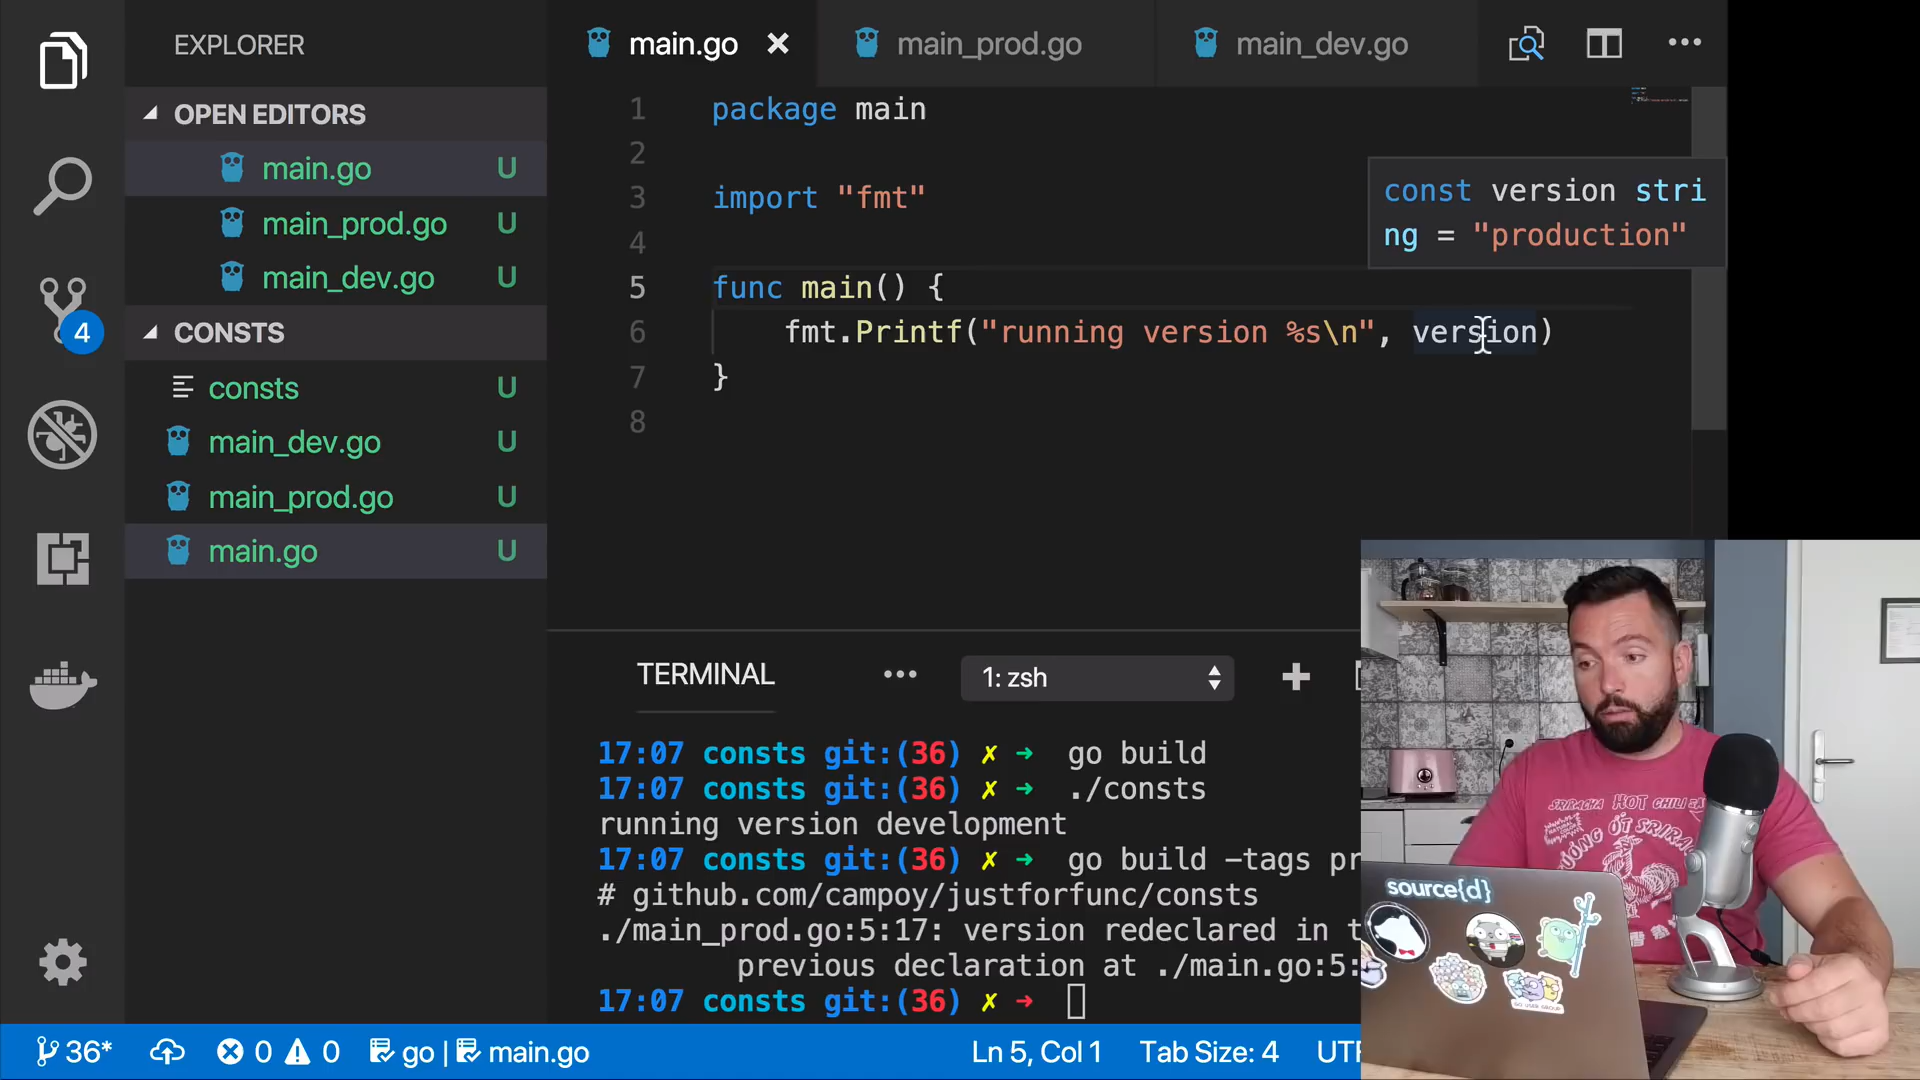 EXPLORER
OPEN EDITORS
main.go U
main_prod.go U
main_dev.go U
4
CONSTS
consts U
main_dev.go U
main_prod.go U
main.go U
main.go
main_prod.go
main_dev.go
1 package main
2
3 import "fmt"
4
5 func main() {
6 fmt.Printf("running version %s\n", version)
7 }
8
const version stri
ng = "production"
TERMINAL
1: zsh
17:07 consts git:(36) ✗ ➜ go build
17:07 consts git:(36) ✗ ➜ ./consts
running version development
17:07 consts git:(36) ✗ ➜ go build -tags pr
# github.com/campoy/justforfunc/consts
./main_prod.go:5:17: version redeclared in t
previous declaration at ./main.go:5:
17:07 consts git:(36) ✗ ➜
36* 0 0 go | main.go Ln 5, Col 1 Tab Size: 4 UTF
SRIRACHA HOT CHILI
source{d}